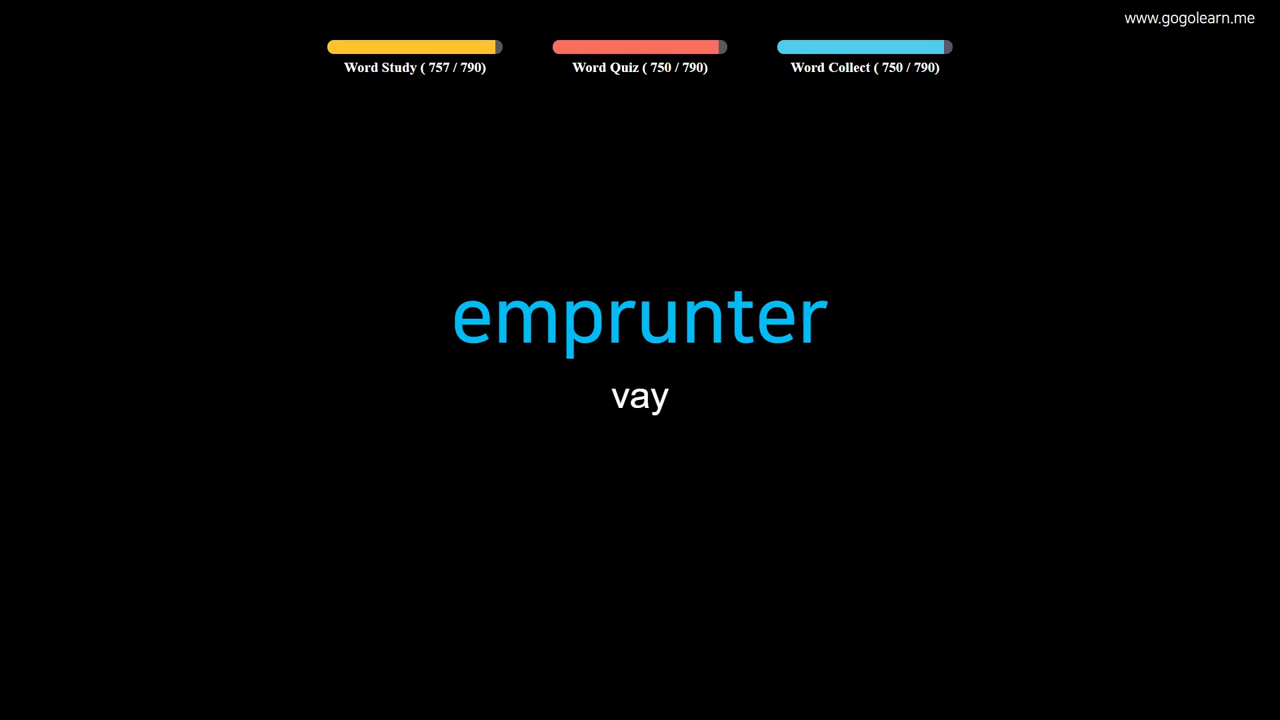 www.gogolearn.me
Word Study ( 757 / 790)
Word Quiz ( 750 / 790)
Word Collect ( 750 / 790)
emprunter
vay